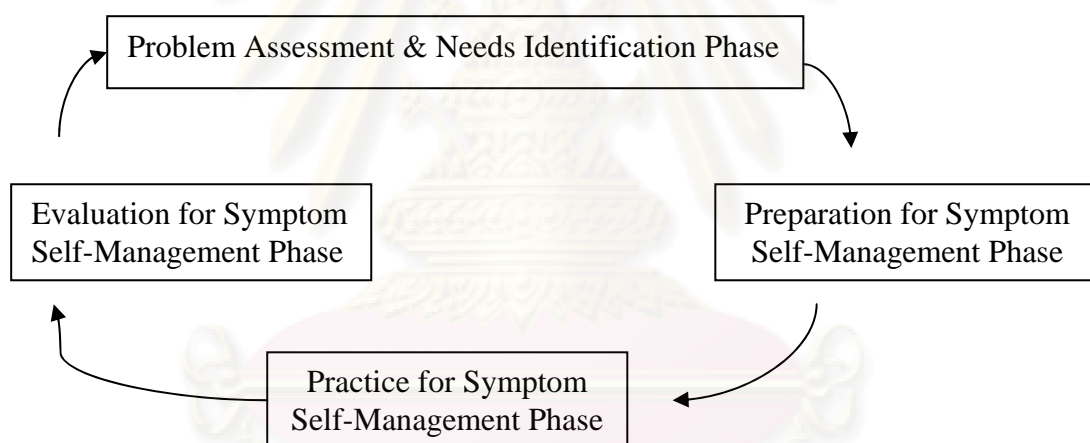 Problem Assessment & Needs Identification Phase
Evaluation for Symptom
Self-Management Phase
Preparation for Symptom
Self-Management Phase
Practice for Symptom
Self-Management Phase